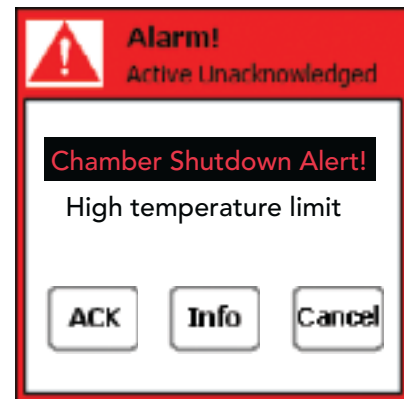 Alarm!
Active Unacknowledged
Chamber Shutdown Alert!
High temperature limit
ACK Info Cancel